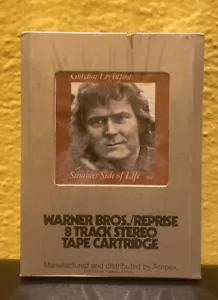 Gordon Lightfoot
Summer Side of Life
WARNER BROS./REPRISE
8 TRACK STEREO
TAPE CARTRIDGE
Manufactured and distributed by Ampex.